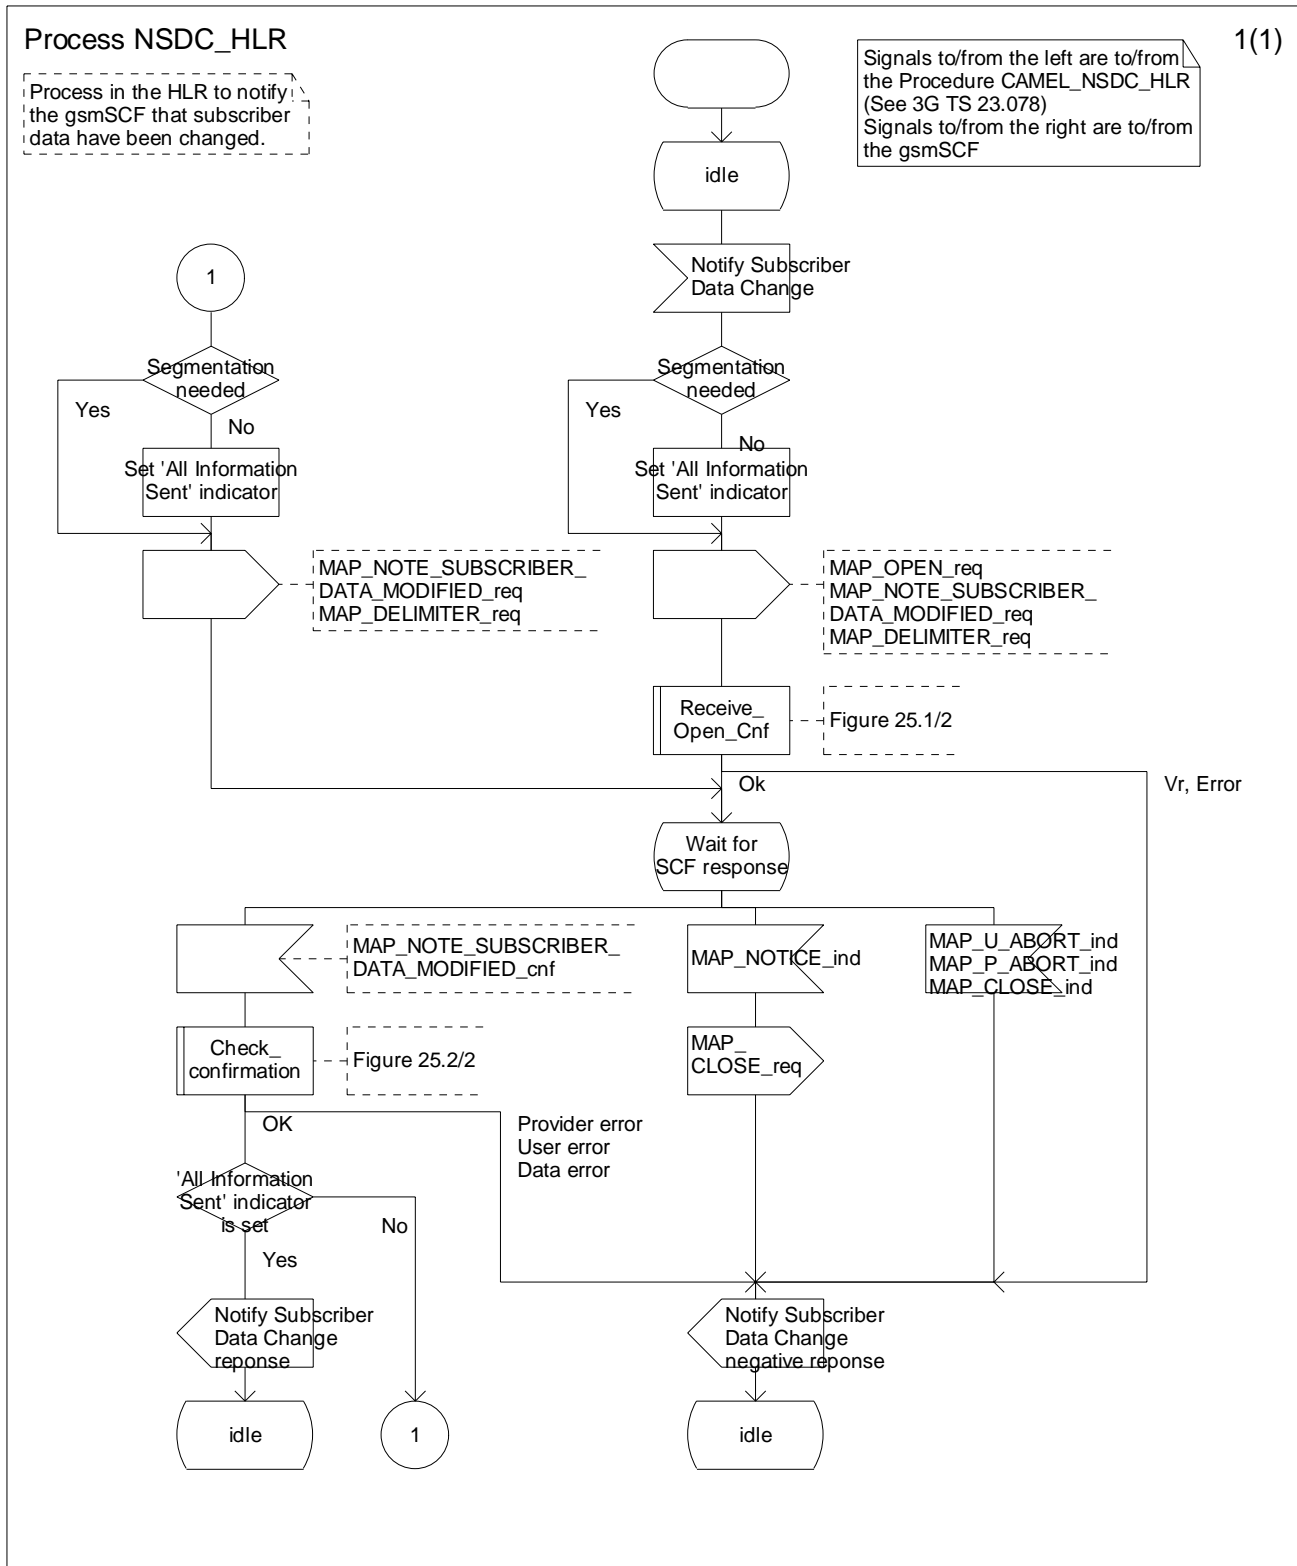 Process NSDC_HLR
1(1)
Process in the HLR to notify
the gsmSCF that subscriber
data have been changed.
Signals to/from the left are to/from
the Procedure CAMEL_NSDC_HLR
(See 3G TS 23.078)
Signals to/from the right are to/from
the gsmSCF
idle
Notify Subscriber
Data Change
1
Segmentation
needed
Yes
No
Set 'All Information
Sent' indicator
Segmentation
needed
Yes
No
Set 'All Information
Sent' indicator
MAP_NOTE_SUBSCRIBER_
DATA_MODIFIED_req
MAP_DELIMITER_req
MAP_OPEN_req
MAP_NOTE_SUBSCRIBER_
DATA_MODIFIED_req
MAP_DELIMITER_req
Receive_
Open_Cnf
Figure 25.1/2
Ok
Vr, Error
Wait for
SCF response
MAP_NOTE_SUBSCRIBER_
DATA_MODIFIED_cnf
MAP_NOTICE_ind
MAP_U_ABORT_ind
MAP_P_ABORT_ind
MAP_CLOSE_ind
Check_
confirmation
Figure 25.2/2
MAP_
CLOSE_req
OK
Provider error
User error
Data error
'All Information
Sent' indicator
is set
No
Yes
Notify Subscriber
Data Change
reponse
Notify Subscriber
Data Change
negative reponse
idle
1
idle